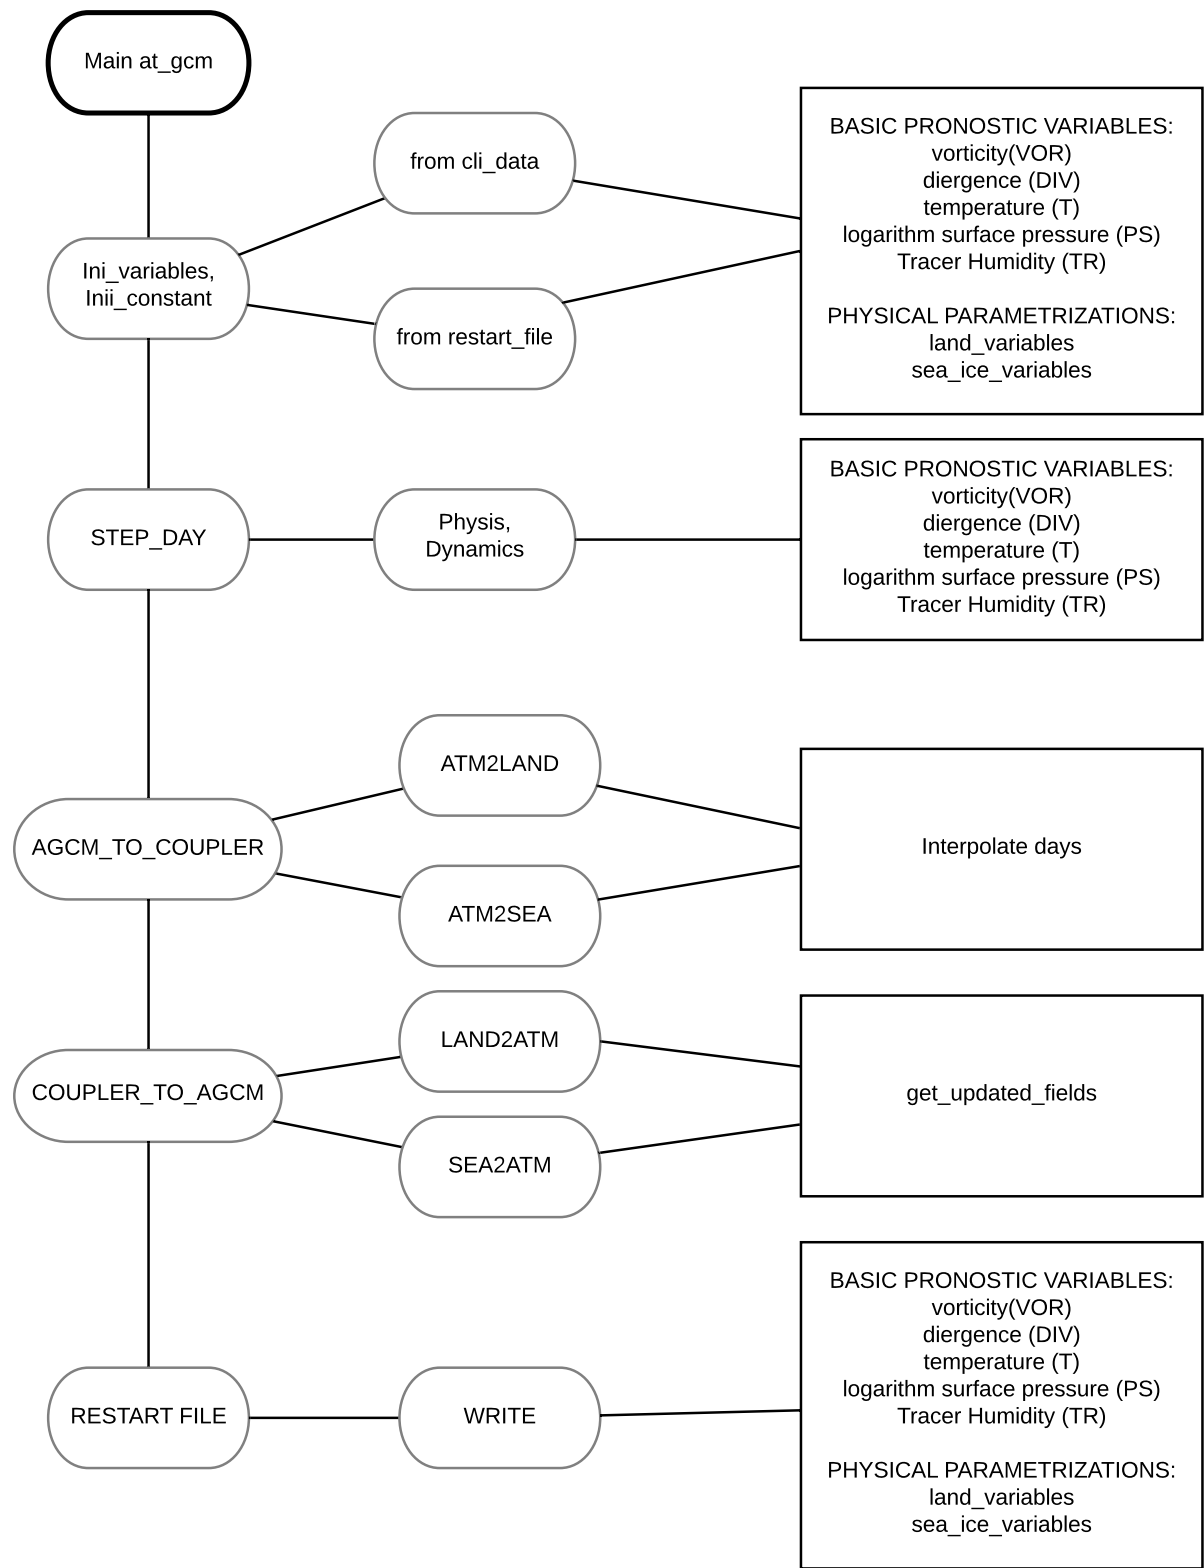 Main at_gcm
Ini_variables,
Inii_constant
from cli_data
from restart_file
BASIC PRONOSTIC VARIABLES:
vorticity(VOR)
diergence (DIV)
temperature (T)
logarithm surface pressure (PS)
Tracer Humidity (TR)
PHYSICAL PARAMETRIZATIONS:
land_variables
sea_ice_variables
STEP_DAY
Physis,
Dynamics
BASIC PRONOSTIC VARIABLES:
vorticity(VOR)
diergence (DIV)
temperature (T)
logarithm surface pressure (PS)
Tracer Humidity (TR)
AGCM_TO_COUPLER
ATM2LAND
ATM2SEA
Interpolate days
COUPLER_TO_AGCM
LAND2ATM
SEA2ATM
get_updated_fields
RESTART FILE
WRITE
BASIC PRONOSTIC VARIABLES:
vorticity(VOR)
diergence (DIV)
temperature (T)
logarithm surface pressure (PS)
Tracer Humidity (TR)
PHYSICAL PARAMETRIZATIONS:
land_variables
sea_ice_variables